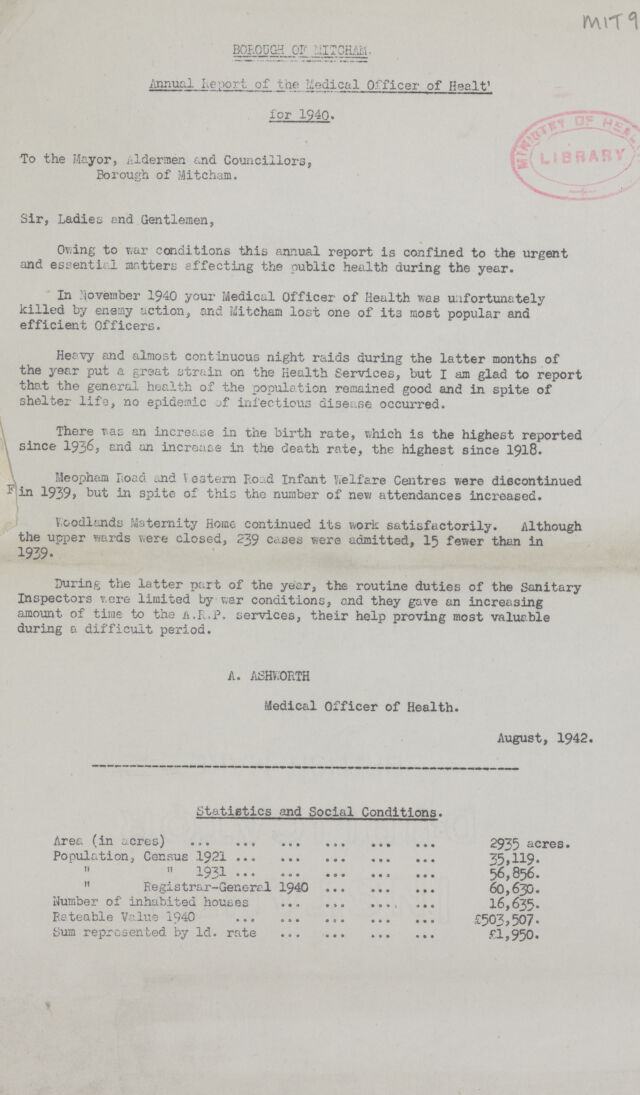 MIT 9
BOROUGH OF MITCHAM.
Annual Report of the Medical Officer of Healt'
for 1940.
MINISTRY OF HEAL
LIBRARY
To the Mayor, Aldermen and Councillors,
Borough of Mitcham.
Sir, Ladies and Gentlemen,
Owing to war conditions this annual report is confined to the urgent
and essential matters affecting the public health during the year.
In November 1940 your Medical Officer of Health was unfortunately
killed by enemy action, and Mitcham lost one of its most popular and
efficient Officers.
Heavy and almost continuous night raids during the latter months of
the year put a great strain on the Health Services, but I am glad to report
that the general health of the population remained good and in spite of
shelter life, no epidemic of infectious disease occurred.
There was an increase in the birth rate, which is the highest reported
since 1936, and an increase in the death rate, the highest since 1918.
Meopham Road and Western Road Infant Welfare Centres were discontinued
F in 1939, but in spite of this the number of new attendances increased.
Woodlands Maternity Home continued its work satisfactorily. Although
the upper wards were closed, 239 cases were admitted, 15 fewer than in
1939.
During the latter part of the year, the routine duties of the Sanitary
Inspectors were limited by war conditions, and they gave an increasing
amount of time to the A.R.P. services, their help proving most valuable
during a difficult period.
A. ASHWORTH
Medical Officer of Health.
August, 1942.
Statistics and Social Conditions.
Area (in acres) ... ... ... ... ... ... 2935 acres.
Population, Census 1921 ... ... ... ... ... ... 35,119.
" " 1931 ... ... ... ... ... ... 56,856.
" Registrar-General 1940 ... ... ... 60,630.
Number of inhabited houses ... ... .... ... 16,635.
Rateable Value 1940 ... ... ... ... ... £503,507.
Sum represented by 1d. rate ... ... ... ... £1,950.